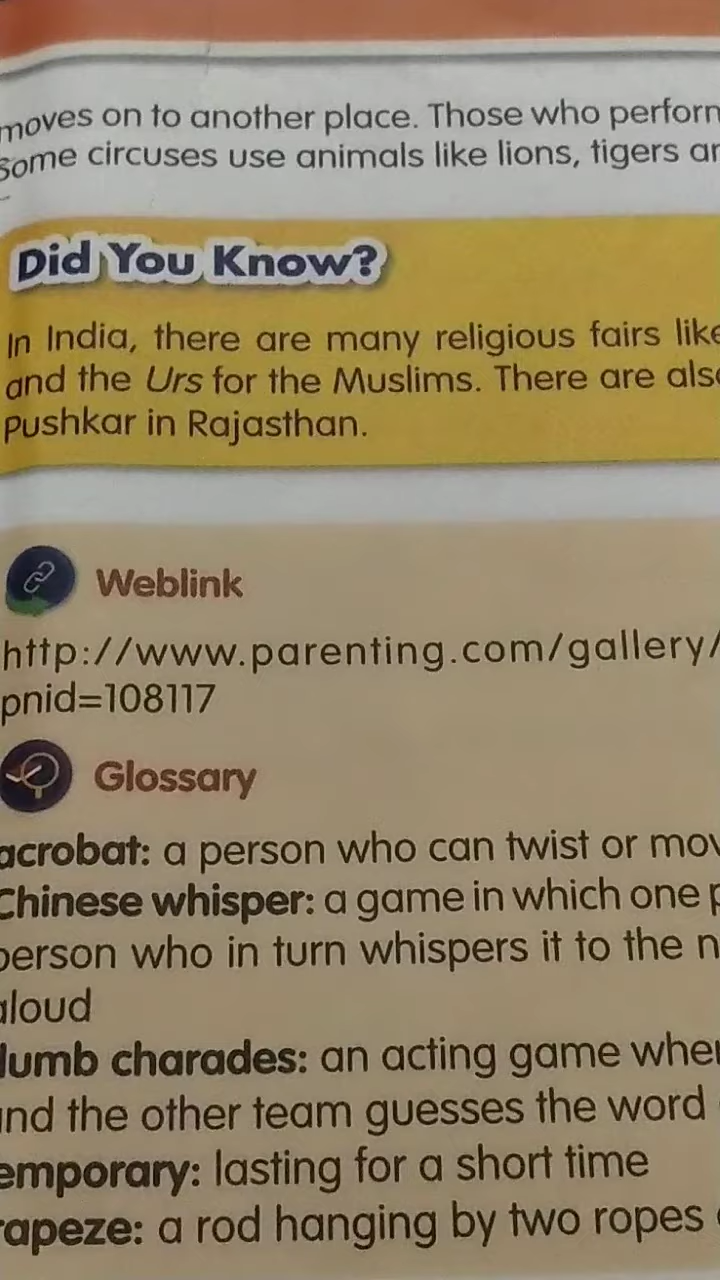 moves on to another place. Those who perform
Some circuses use animals like lions, tigers
Did You Know?
In India, there are many religious fairs like
and the Urs for the Muslims. There are also
Pushkar in Rajasthan.
Weblink
http://www.parenting.com/gallery/
pnid=108117
Glossary
acrobat: a person who can twist or
Chinese whisper: a game in which one
person who in turn whispers it to the
aloud
dumb charades: an acting game
and the other team guesses the word
temporary: lasting for a short time
trapeze: a rod hanging by two ropes